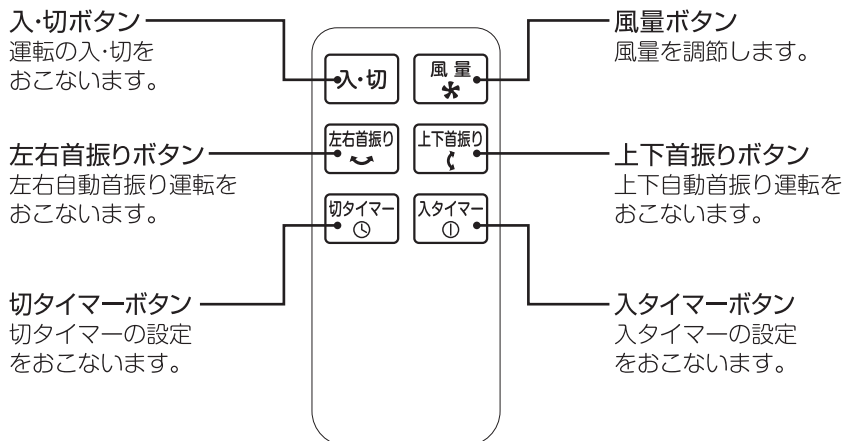 入・切ボタン
運転の入・切を
おこないます。
風量ボタン
風量を調節します。
入・切
風量
左右首振り
上下首振り
左右首振りボタン
左右自動首振り運転を
おこないます。
上下首振りボタン
上下自動首振り運転を
おこないます。
切タイマー
入タイマー
切タイマーボタン
切タイマーの設定
をおこないます。
入タイマーボタン
入タイマーの設定
をおこないます。